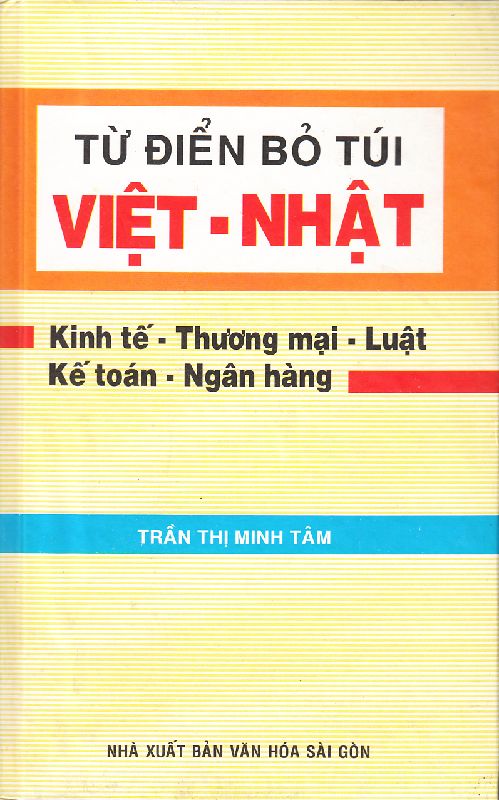 TỪ ĐIỂN BỎ TÚI
VIỆT - NHẬT
Kinh tế - Thương mại - Luật
Kế toán - Ngân hàng
TRẦN THỊ MINH TÂM
NHÀ XUẤT BẢN VĂN HÓA SÀI GÒN